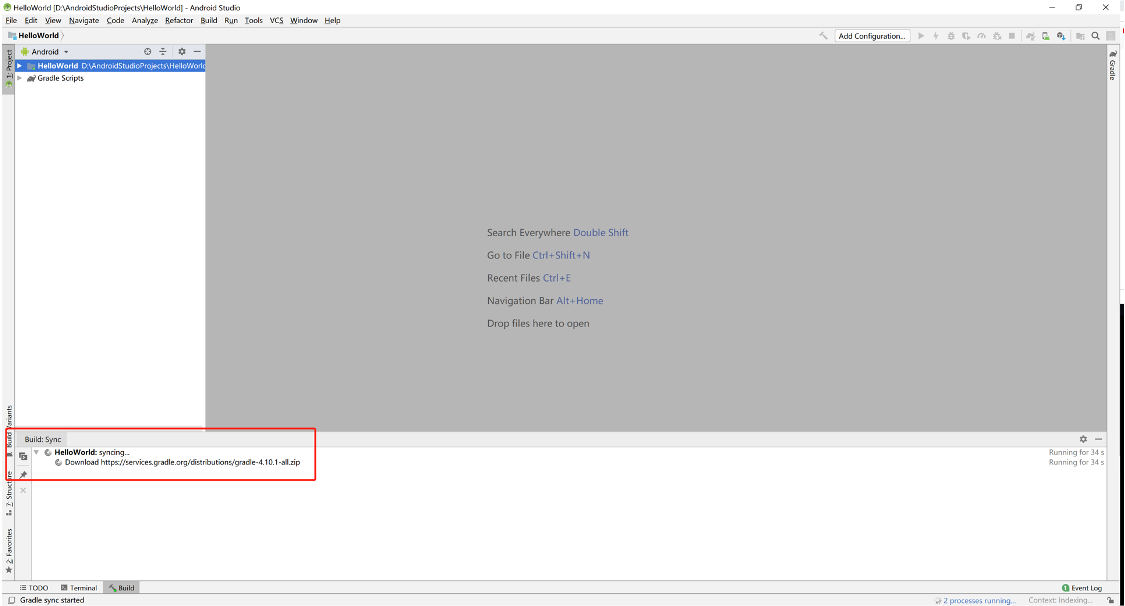 HelloWorld [D:\AndroidStudioProjects\HelloWorld] - Android Studio
File Edit View Navigate Code Analyze Refactor Build Run Tools VCS Window Help
HelloWorld
Add Configuration...
1: Project
Android
HelloWorld D:\AndroidStudioProjects\HelloWorld
Gradle Scripts
Gradle
Search Everywhere Double Shift
Go to File Ctrl+Shift+N
Recent Files Ctrl+E
Navigation Bar Alt+Home
Drop files here to open
Build Variants
Build: Sync
HelloWorld: syncing... Running for 34 s
Download https://services.gradle.org/distributions/gradle-4.10.1-all.zip Running for 34 s
7: Structure
2: Favorites
TODO Terminal Build 1 Event Log
Gradle sync started 2 processes running... Context: Indexing...